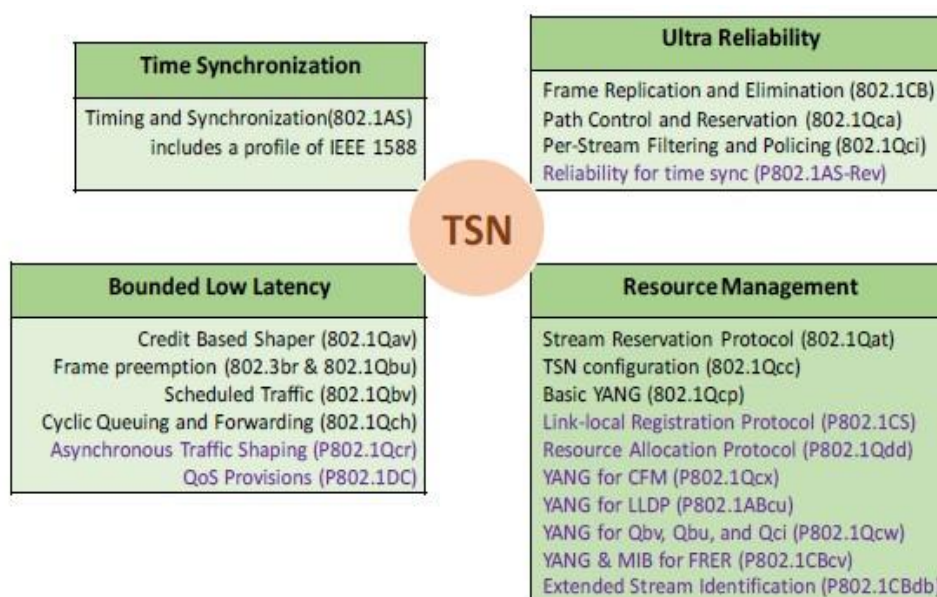 Time Synchronization
Timing and Synchronization(802.1AS)
includes a profile of IEEE 1588
Ultra Reliability
Frame Replication and Elimination (802.1CB)
Path Control and Reservation (802.1Qca)
Per-Stream Filtering and Policing (802.1Qci)
Reliability for time sync (P802.1AS-Rev)
TSN
Bounded Low Latency
Credit Based Shaper (802.1Qav)
Frame preemption (802.3br & 802.1Qbu)
Scheduled Traffic (802.1Qbv)
Cyclic Queuing and Forwarding (802.1Qch)
Asynchronous Traffic Shaping (P802.1Qcr)
QoS Provisions (P802.1DC)
Resource Management
Stream Reservation Protocol (802.1Qat)
TSN configuration (802.1Qcc)
Basic YANG (802.1Qcp)
Link-local Registration Protocol (P802.1CS)
Resource Allocation Protocol (P802.1Qdd)
YANG for CFM (P802.1Qcx)
YANG for LLDP (P802.1ABcu)
YANG for Qbv, Qbu, and Qci (P802.1Qcw)
YANG & MIB for FRER (P802.1CBcv)
Extended Stream Identification (P802.1CBdb)